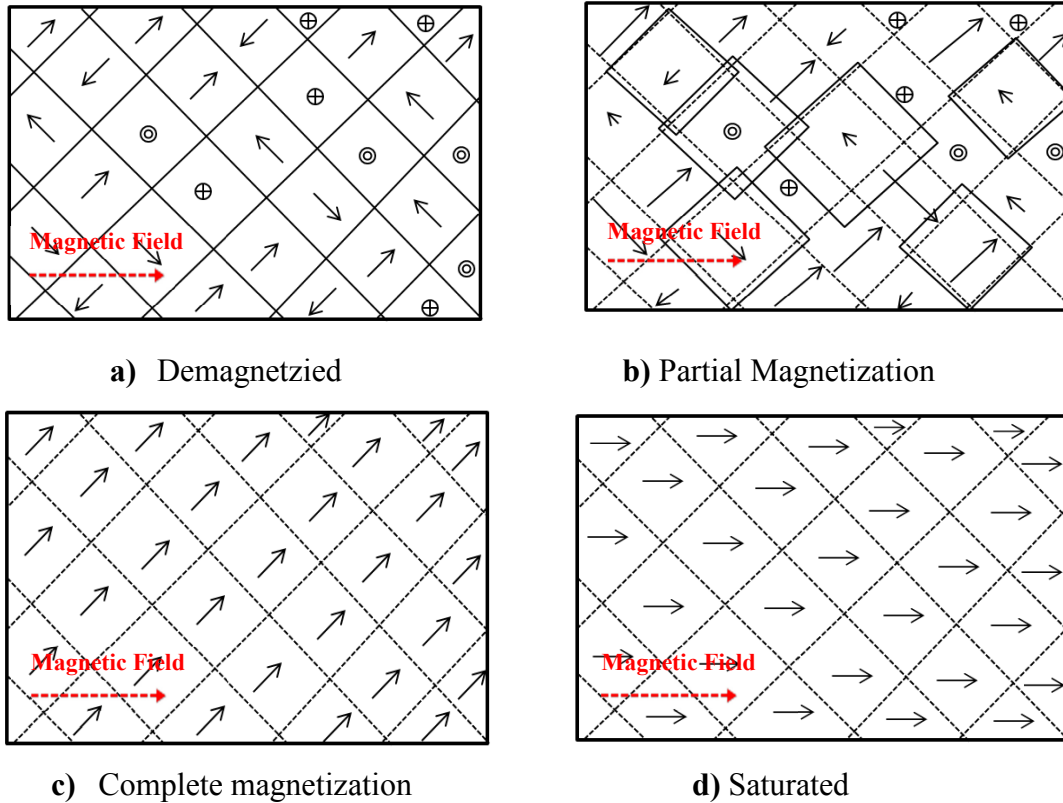 Magnetic Field
Magnetic Field
a) Demagnetzied
b) Partial Magnetization
Magnetic Field
Magnetic Field
c) Complete magnetization
d) Saturated